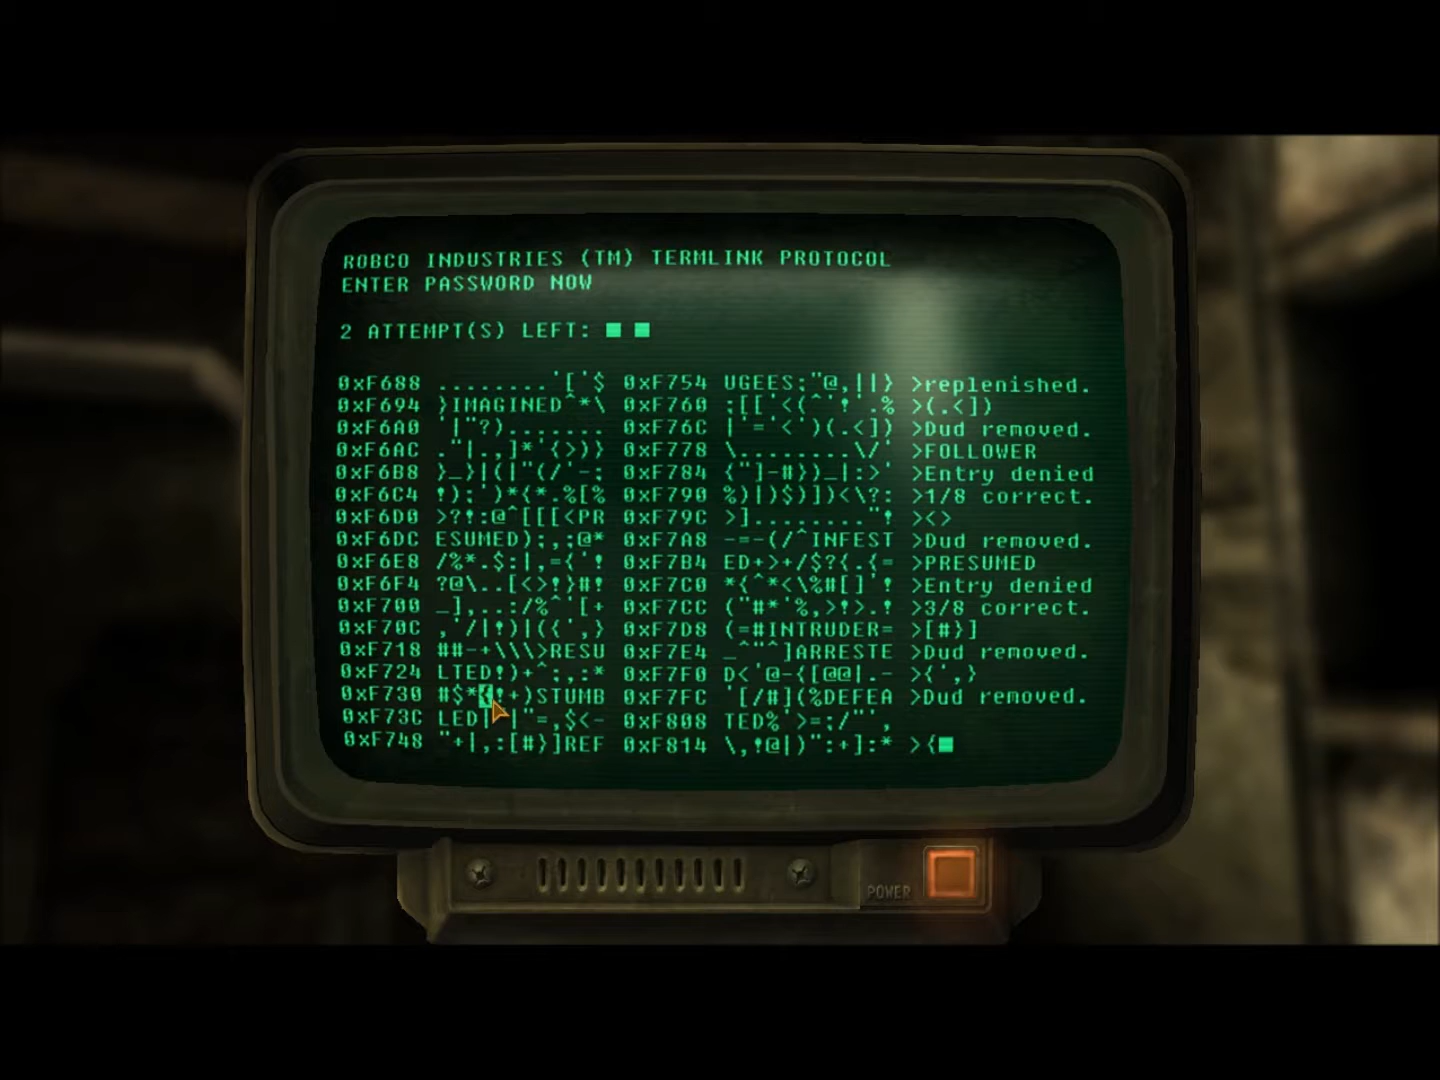 ROBCO INDUSTRIES (TM) TERMLINK PROTOCOL
ENTER PASSWORD NOW
2 ATTEMPT(S) LEFT: ■ ■
0xF688 ........'['$ 0xF754 UGEES:"@,||} >replenished.
0xF694 }IMAGINED^*\ 0xF760 ;[['<(^'!'.% >(.<])
0xF6A0 '|"?)....... 0xF76C |'='<')(.<]) >Dud removed.
0xF6AC ."|.,]*'{>)} 0xF778 \........\/' >FOLLOWER
0xF6B8 }_}|(|"(/'-; 0xF784 {"]-#})_|:>' >Entry denied
0xF6C4 !);')*{*.%[% 0xF790 %)|)$)])<\?: >1/8 correct.
0xF6D0 >?!:@^[[[<PR 0xF79C >]........"! ><>
0xF6DC ESUMED);,;@* 0xF7A8 -=-(/^INFEST >Dud removed.
0xF6E8 /%*.$:|,={'! 0xF7B4 ED+>+/$?{.{= >PRESUMED
0xF6F4 ?@\..[<>!}#! 0xF7C0 *{^*<\%#[]'! >Entry denied
0xF700 _],..:/%^'[+ 0xF7CC ("#*'%,>!>.! >3/8 correct.
0xF70C ,'/|!)|({',} 0xF7D8 (=#INTRUDER= >[#}]
0xF718 ##-+\\\>RESU 0xF7E4 _^"^]ARRESTE >Dud removed.
0xF724 LTED!)+^;,:* 0xF7F0 D<'@-{[@@|.- >{',}
0xF730 #$*{!+)STUMB 0xF7FC '[/#](%DEFEA >Dud removed.
0xF73C LED| |"=,$<- 0xF808 TED%'>=;/"',
0xF748 "+|,:[#}]REF 0xF814 \,!@|)":+]:* >{■
POWER